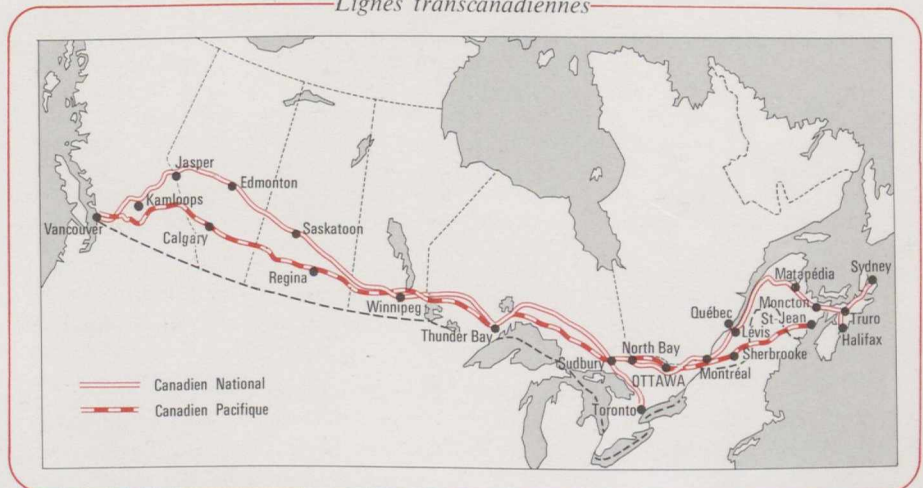 Lignes transcanadiennes
Jasper
Edmonton
Kamloops
Vancouver
Calgary
Saskatoon
Regina
Winnipeg
Thunder Bay
Sudbury
North Bay
OTTAWA
Toronto
Montréal
Sherbrooke
Québec
Lévis
Matapédia
Moncton
St-Jean
Sydney
Truro
Halifax
Canadien National
Canadien Pacifique